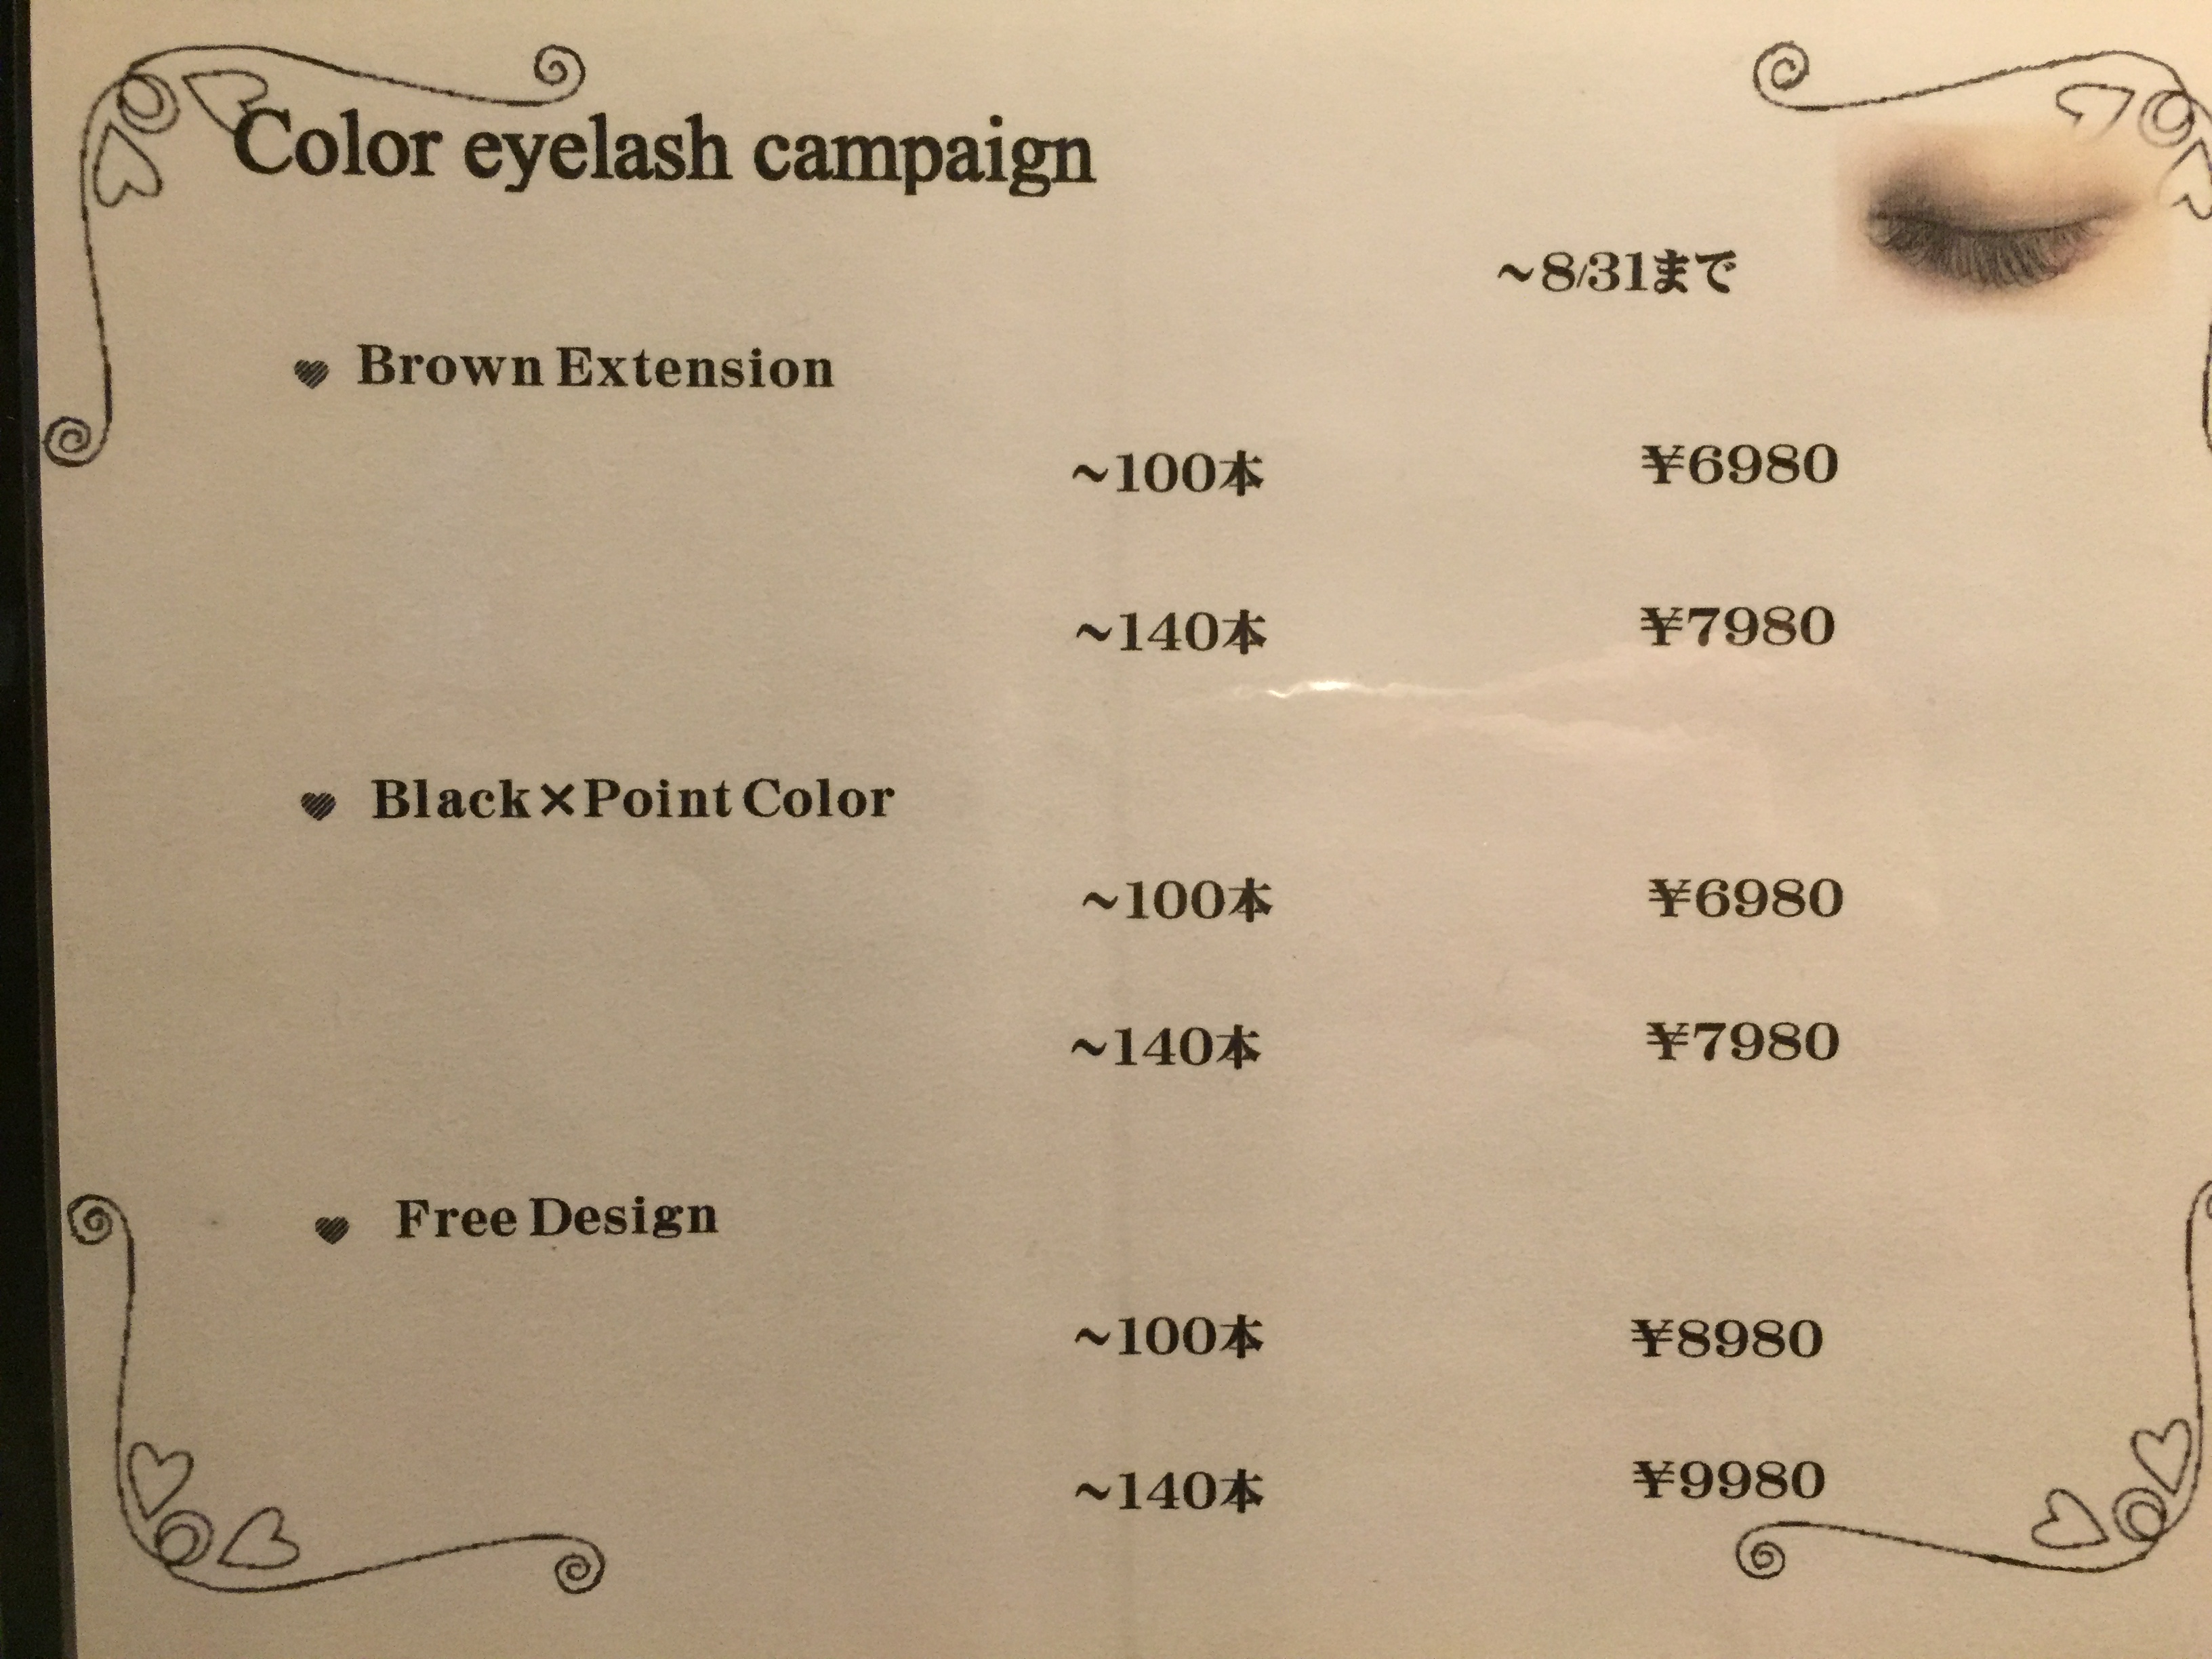 Color eyelash campaign
~8/31まで
Brown Extension
~100本 ¥6980
~140本 ¥7980
Black×Point Color
~100本 ¥6980
~140本 ¥7980
Free Design
~100本 ¥8980
~140本 ¥9980